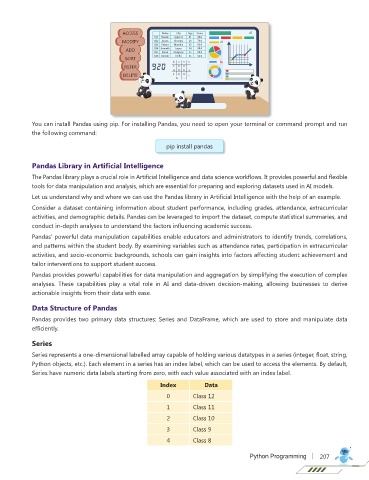 ACCESS
MODIFY
ADD
SORT
FILTER
DELETE
920
You can install Pandas using pip. For installing Pandas, you need to open your terminal or command prompt and run
the following command:
pip install pandas
Pandas Library in Artificial Intelligence
The Pandas library plays a crucial role in Artificial Intelligence and data science workflows. It provides powerful and flexible
tools for data manipulation and analysis, which are essential for preparing and exploring datasets used in AI models.
Let us understand why and where we can use the Pandas library in Artificial Intelligence with the help of an example.
Consider a dataset containing information about student performance, including grades, attendance, extracurricular
activities, and demographic details. Pandas can be leveraged to import the dataset, compute statistical summaries, and
conduct in-depth analyses to understand the factors influencing academic success.
Pandas' powerful data manipulation capabilities enable educators and administrators to identify trends, correlations,
and patterns within the student body. By examining variables such as attendance rates, participation in extracurricular
activities, and socio-economic backgrounds, schools can gain insights into factors affecting student achievement and
tailor interventions to support student success.
Pandas provides powerful capabilities for data manipulation and aggregation by simplifying the execution of complex
analyses. These capabilities play a vital role in AI and data-driven decision-making, allowing businesses to derive
actionable insights from their data with ease.
Data Structure of Pandas
Pandas provides two primary data structures: Series and DataFrame, which are used to store and manipulate data
efficiently.
Series
Series represents a one-dimensional labelled array capable of holding various datatypes in a series (integer, float, string,
Python objects, etc.). Each element in a series has an index label, which can be used to access the elements. By default,
Series have numeric data labels starting from zero, with each value associated with an index label.
Index Data
0 Class 12
1 Class 11
2 Class 10
3 Class 9
4 Class 8
Python Programming | 207